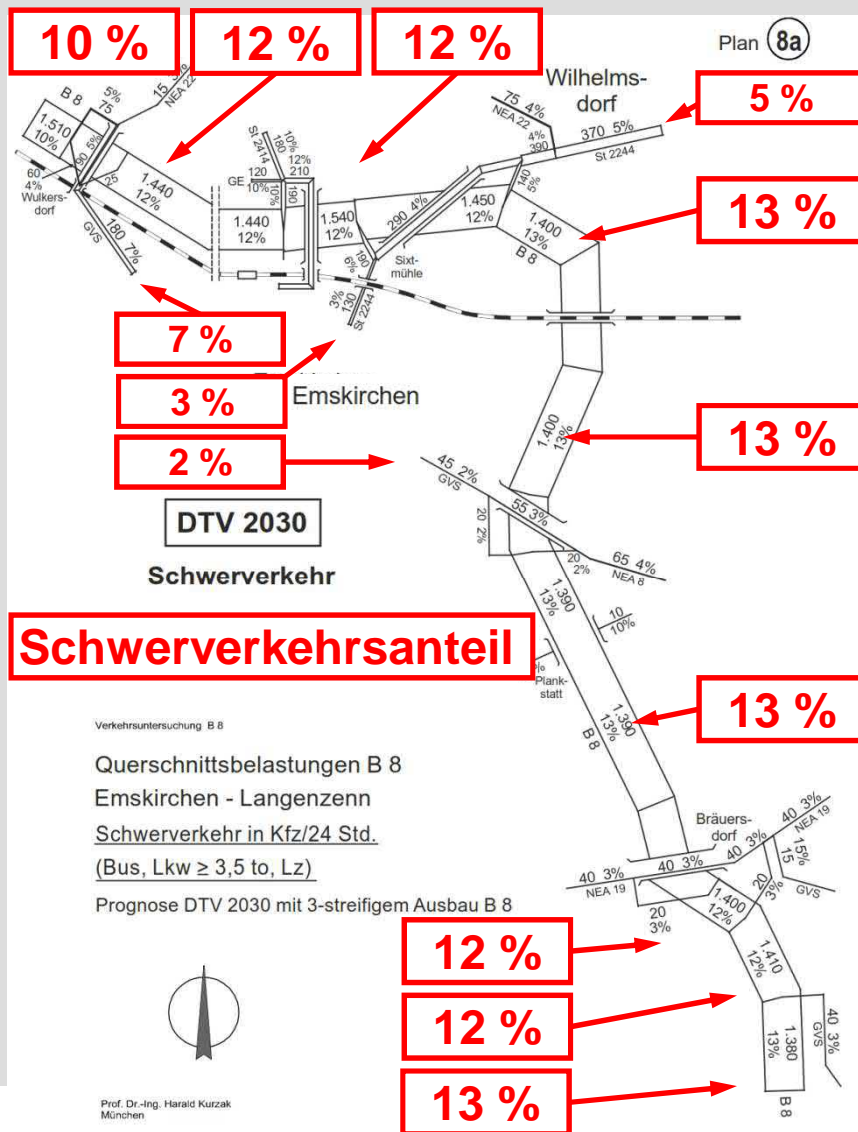 10 %
12 %
12 %
Plan 8a
Wilhelms-
dorf
5 %
B 8
5%
75
NEA 22
1.510
10%
90 5%
25
60
4%
Wulkers-
dorf
180 7%
GVS
1.440
12%
St 2414
180
10%
12%
210
GE
120
10%
10%
190
1.440
12%
1.540
12%
290 4%
1.450
12%
75 4%
NEA 22
4%
390
370 5%
St 2244
140
5%
1.400
13%
B 8
13 %
Sixt-
mühle
190
6%
3%
130
St 2244
7 %
3 %
Emskirchen
2 %
1.400
13%
13 %
45 2%
GVS
55 3%
20 2%
20
2%
65 4%
NEA 8
DTV 2030
Schwerverkehr
1.390
13%
10
10%
Schwerverkehrsanteil
%
Plank-
statt
1.390
13%
B 8
13 %
Verkehrsuntersuchung B 8
Querschnittsbelastungen B 8
Emskirchen - Langenzenn
Schwerverkehr in Kfz/24 Std.
(Bus, Lkw ≥ 3,5 to, Lz)
Prognose DTV 2030 mit 3-streifigem Ausbau B 8
Bräuers-
dorf
40 3%
NEA 19
40 3%
40 3%
40 3%
NEA 19
15%
15
GVS
20
3%
20
3%
1.400
12%
12 %
1.410
12%
12 %
40 3%
GVS
1.380
13%
B 8
13 %
Prof. Dr.-Ing. Harald Kurzak
München